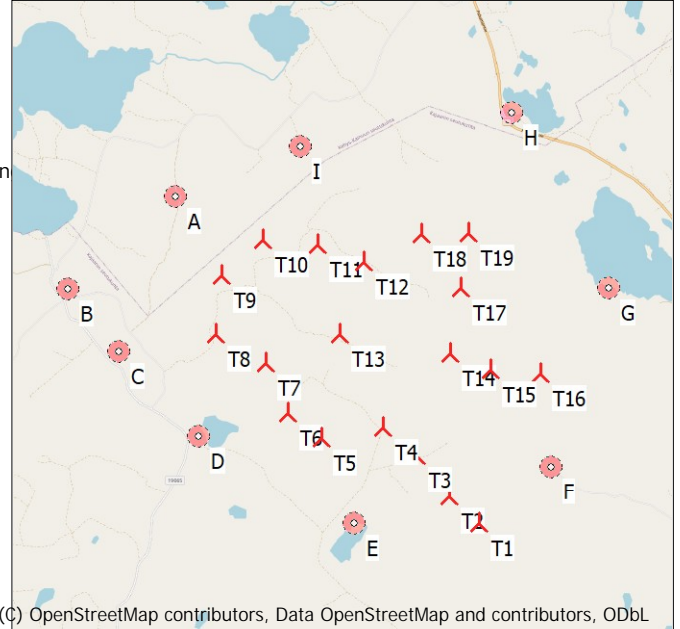 H
n
I
A
T10
T11
T12
T18
T19
T9
T17
G
B
T8
T13
C
T14
T15
T16
T7
T6
T5
T4
D
T3
F
19083
T2
T1
E
(C) OpenStreetMap contributors, Data OpenStreetMap and contributors, ODbL